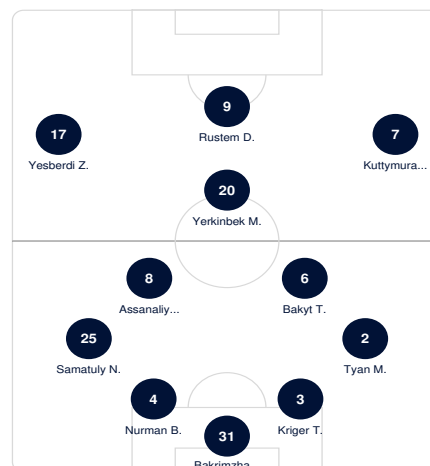 9
Rustem D.
17
Yesberdi Z.
7
Kuttymura...
20
Yerkinbek M.
8
Assanaliy...
6
Bakyt T.
25
Samatuly N.
2
Tyan M.
4
Nurman B.
3
Kriger T.
31
Bakrimzha...